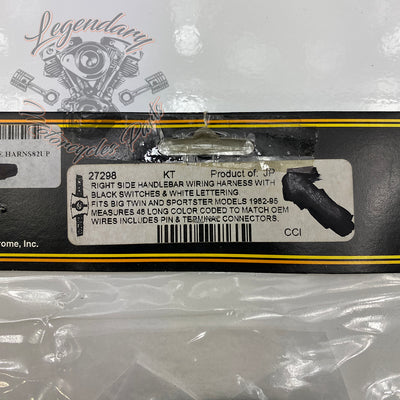 Legendary
Motorcycles Parts
E HARNS82UP
27298 KT Product of: JP
RIGHT SIDE HANDLEBAR WIRING HARNESS WITH
BLACK SWITCHES & WHITE LETTERING.
FITS BIG TWIN AND SPORTSTER MODELS 1982-95
MEASURES 48 LONG COLOR CODED TO MATCH OEM
WIRES INCLUDES PIN & TERMINAL CONNECTORS.
CCI
rome, Inc.